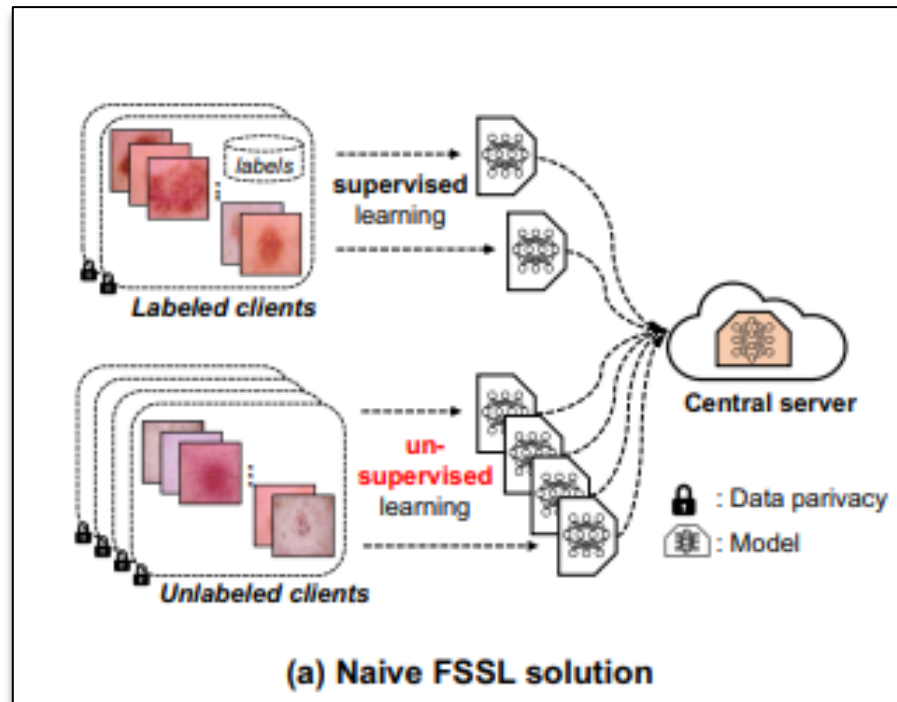 labels
supervised
learning
Labeled clients
Central server
un-
supervised
learning
: Data parivacy
: Model
Unlabeled clients
(a) Naive FSSL solution